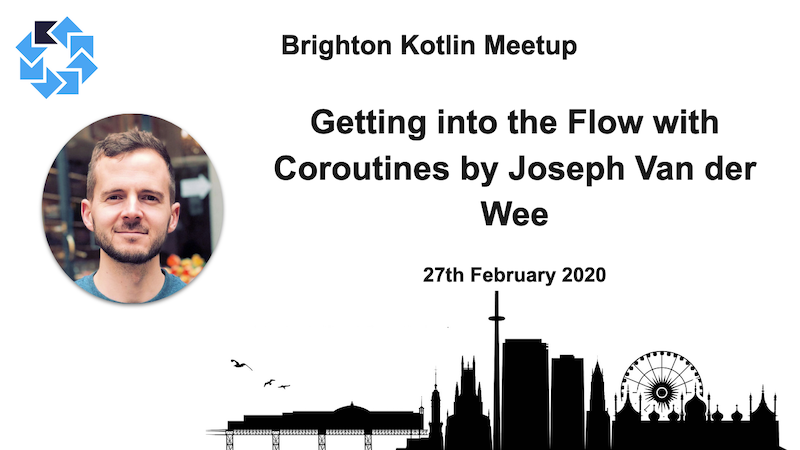 Brighton Kotlin Meetup
Getting into the Flow with
Coroutines by Joseph Van der
Wee
27th February 2020